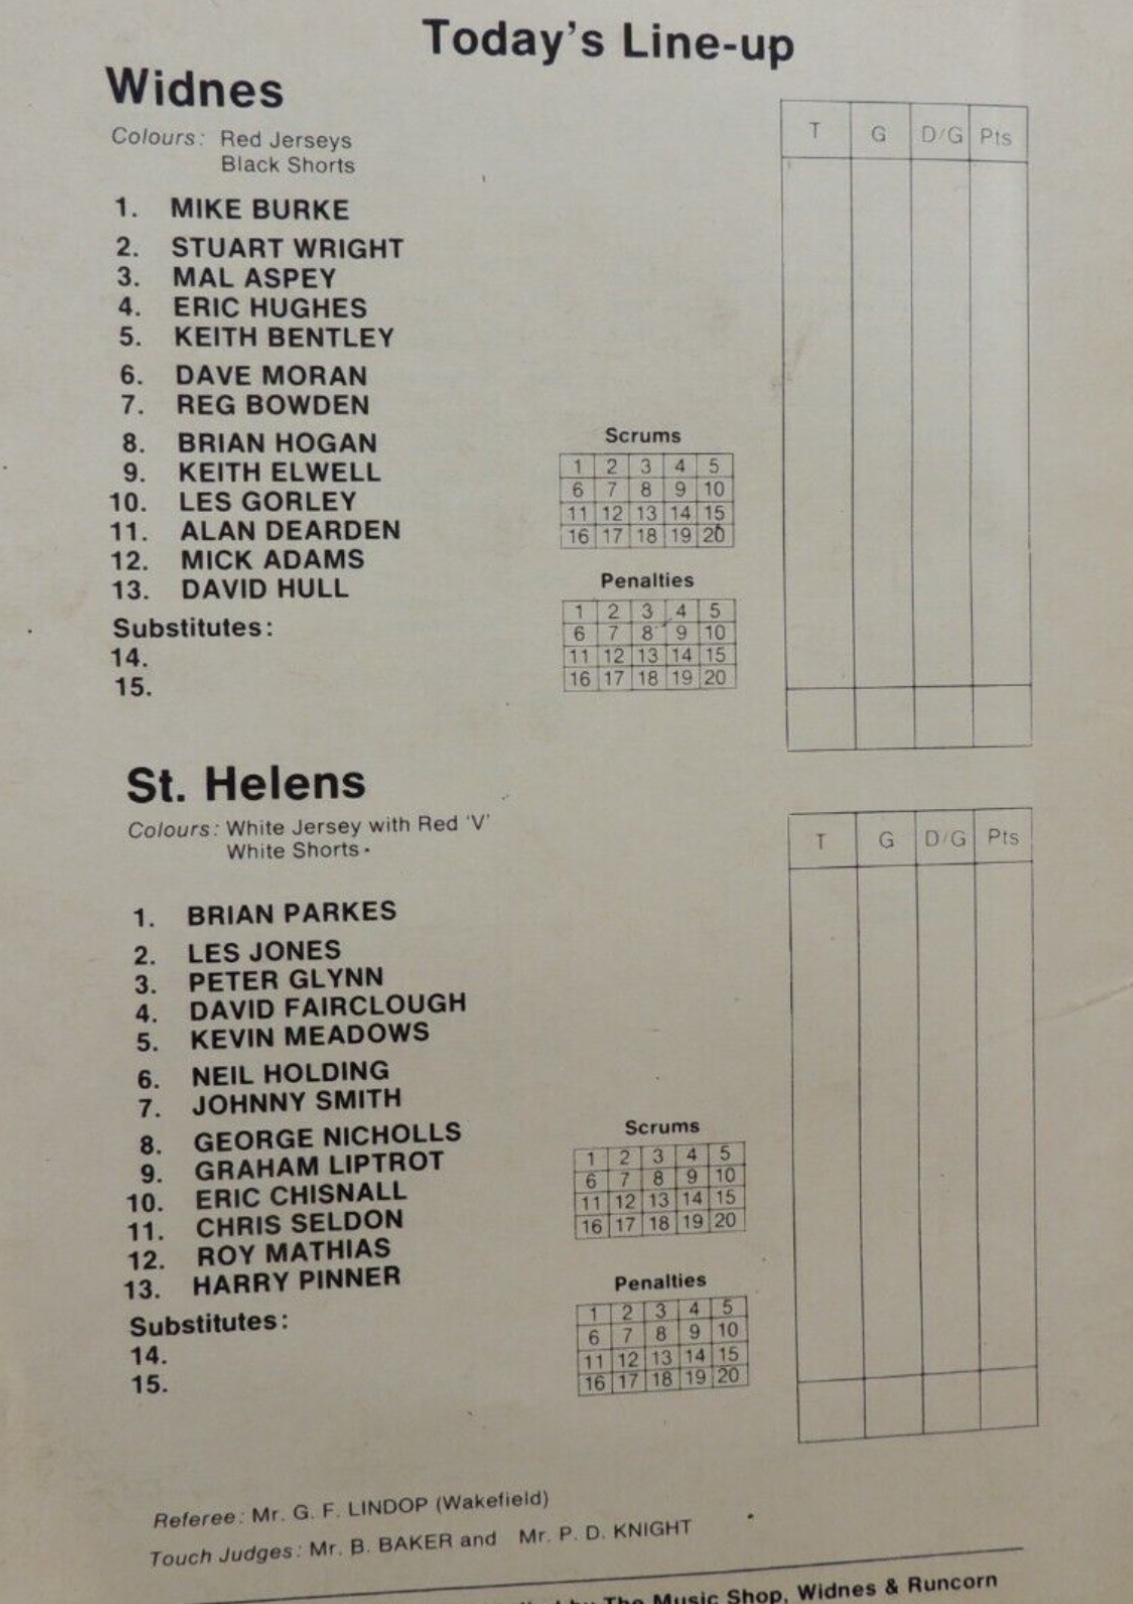 Today's Line-up
Widnes
Colours: Red Jerseys
Black Shorts
T G D/G Pts
1. MIKE BURKE
2. STUART WRIGHT
3. MAL ASPEY
4. ERIC HUGHES
5. KEITH BENTLEY
6. DAVE MORAN
7. REG BOWDEN
8. BRIAN HOGAN
9. KEITH ELWELL
10. LES GORLEY
11. ALAN DEARDEN
12. MICK ADAMS
13. DAVID HULL
Substitutes:
14.
15.
Scrums
1 2 3 4 5
6 7 8 9 10
11 12 13 14 15
16 17 18 19 20
Penalties
1 2 3 4 5
6 7 8 9 10
11 12 13 14 15
16 17 18 19 20
St. Helens
Colours: White Jersey with Red 'V'
White Shorts
T G D/G Pts
1. BRIAN PARKES
2. LES JONES
3. PETER GLYNN
4. DAVID FAIRCLOUGH
5. KEVIN MEADOWS
6. NEIL HOLDING
7. JOHNNY SMITH
8. GEORGE NICHOLLS
9. GRAHAM LIPTROT
10. ERIC CHISNALL
11. CHRIS SELDON
12. ROY MATHIAS
13. HARRY PINNER
Substitutes:
14.
15.
Scrums
1 2 3 4 5
6 7 8 9 10
11 12 13 14 15
16 17 18 19 20
Penalties
1 2 3 4 5
6 7 8 9 10
11 12 13 14 15
16 17 18 19 20
Referee: Mr. G. F. LINDOP (Wakefield)
Touch Judges: Mr. B. BAKER and Mr. P. D. KNIGHT
by The Music Shop, Widnes & Runcorn